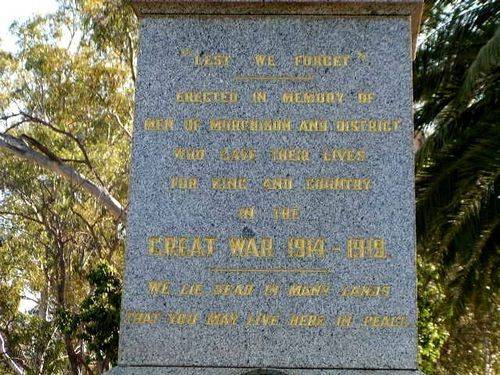 "LEST WE FORGET"
ERECTED IN MEMORY OF
MEN OF MURCHISON AND DISTRICT
WHO GAVE THEIR LIVES
FOR KING AND COUNTRY
IN THE
GREAT WAR 1914-1919.
WE LIE DEAD IN MANY LANDS
THAT YOU MAY LIVE HERE IN PEACE